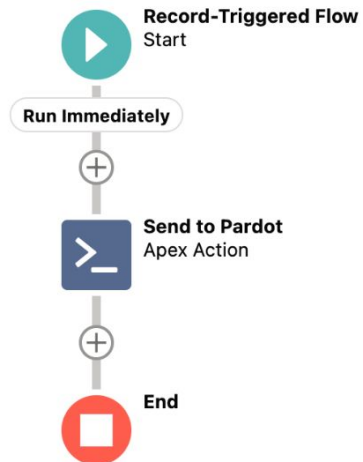 Record-Triggered Flow
Start
Run Immediately
Send to Pardot
Apex Action
End